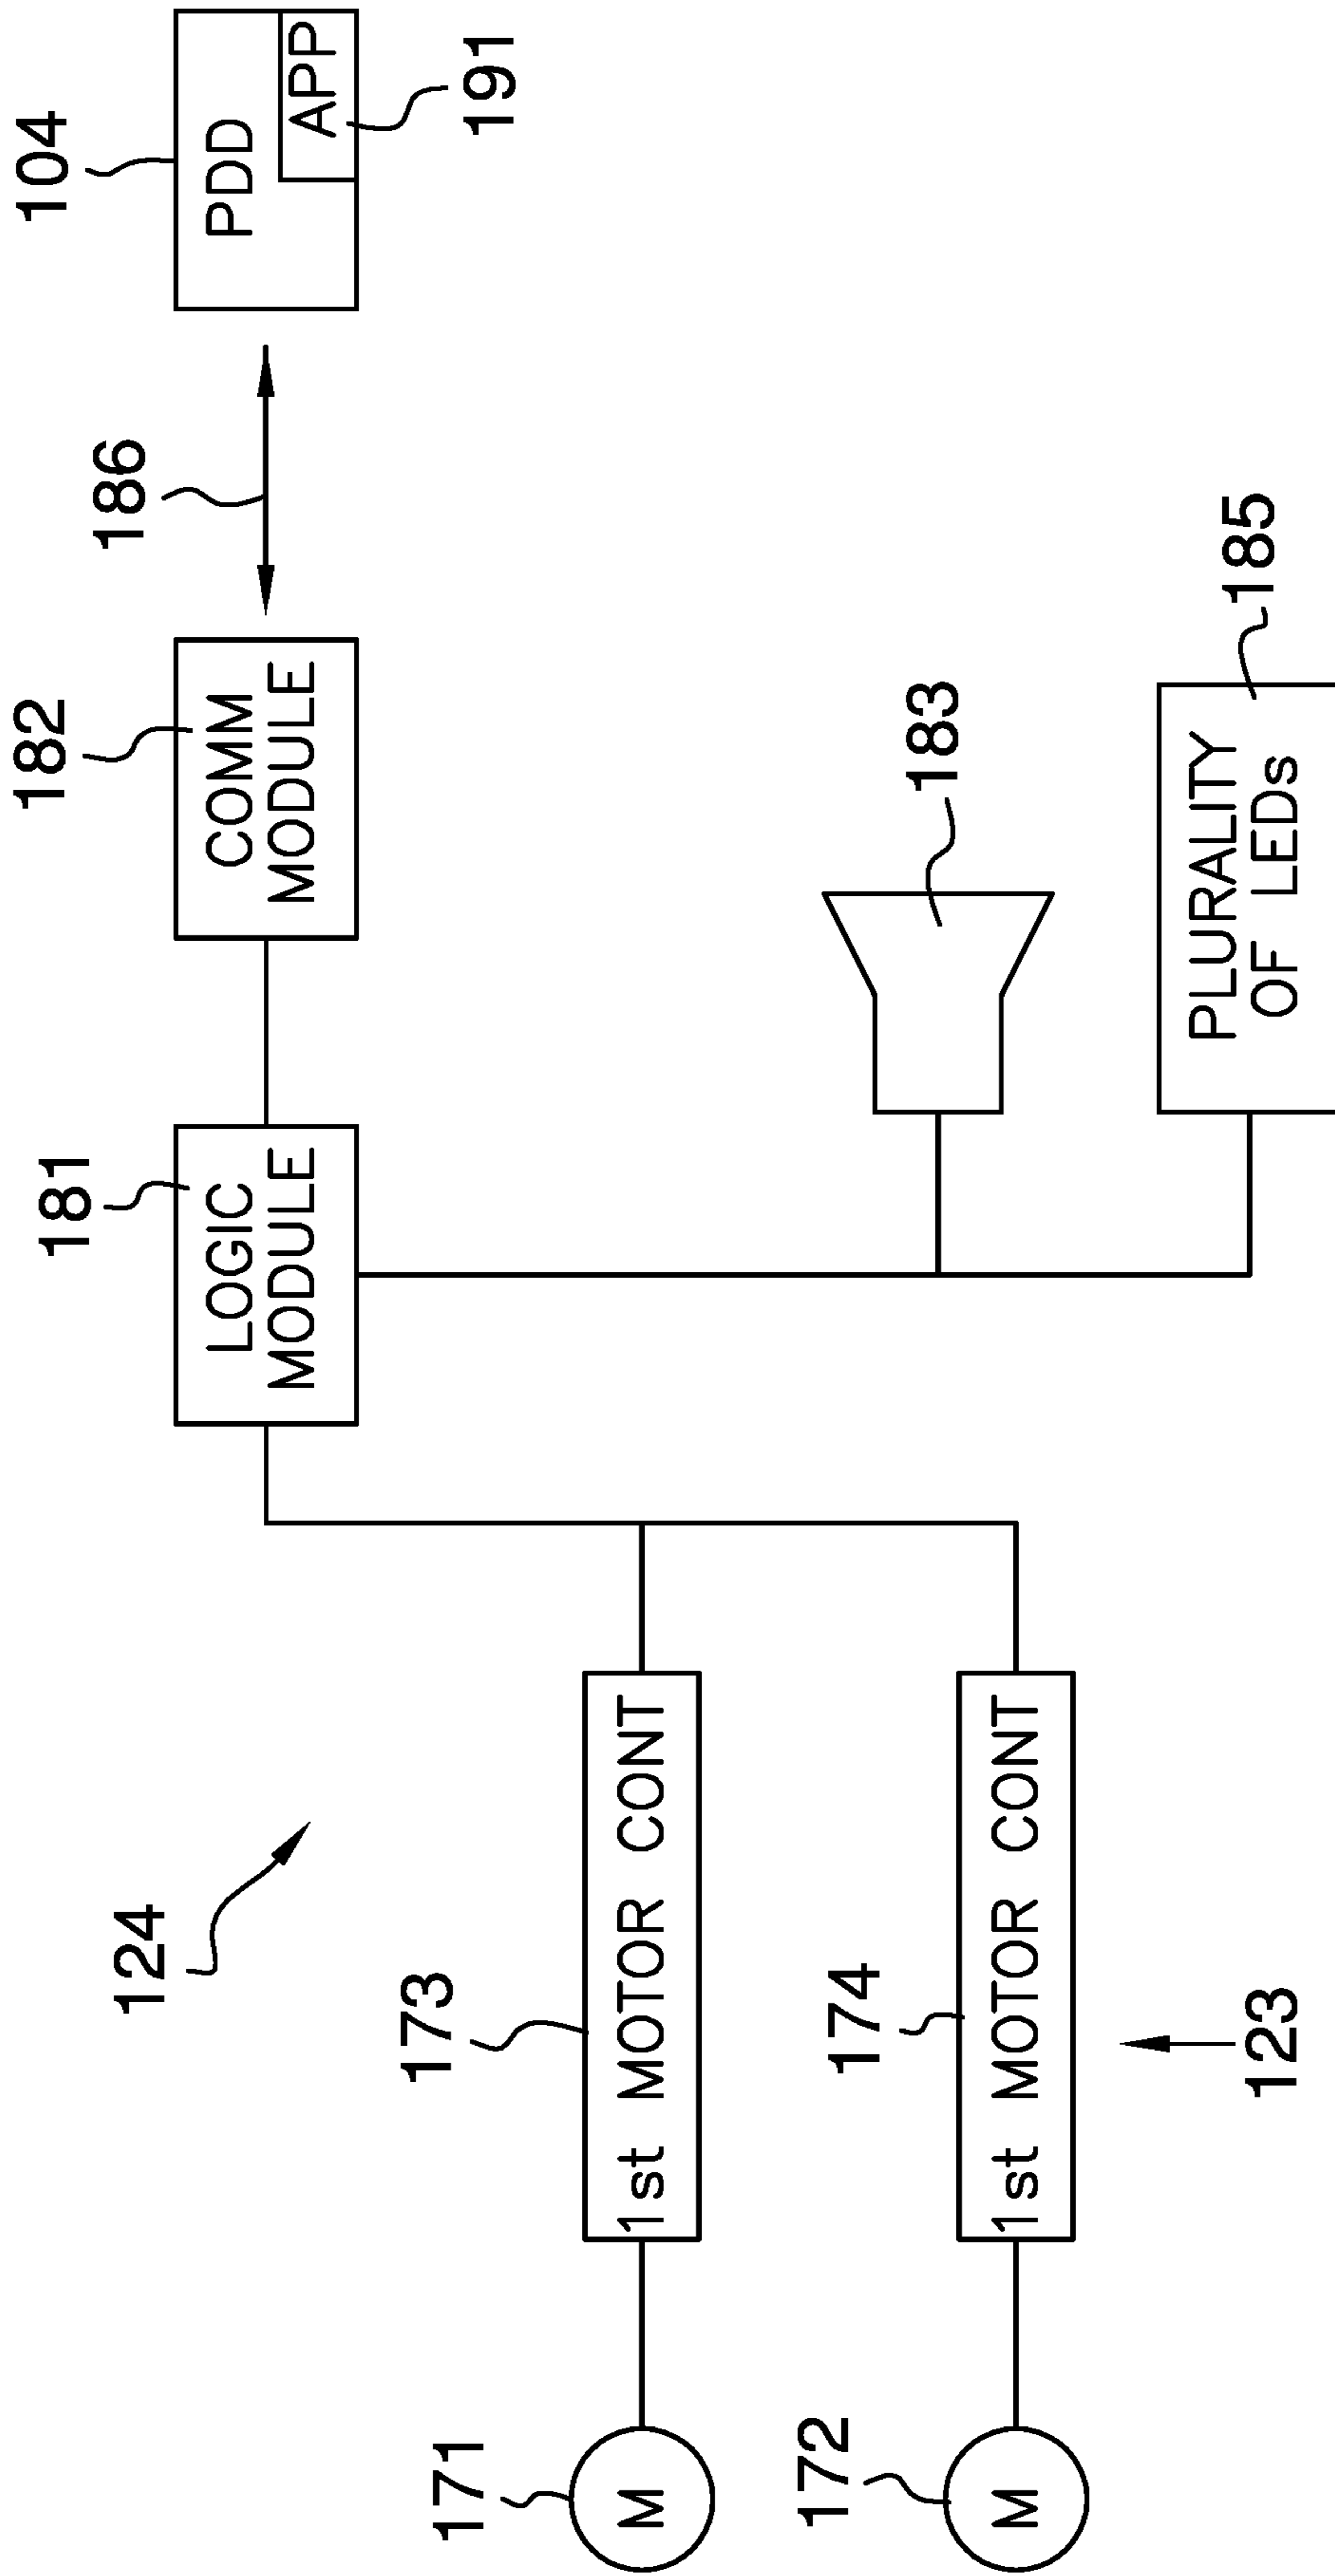 104
PDD
APP
191
186
182
COMM
MODULE
181
LOGIC
MODULE
183
185
PLURALITY
OF LEDs
124
173
1st MOTOR CONT
174
1st MOTOR CONT
123
171
M
172
M